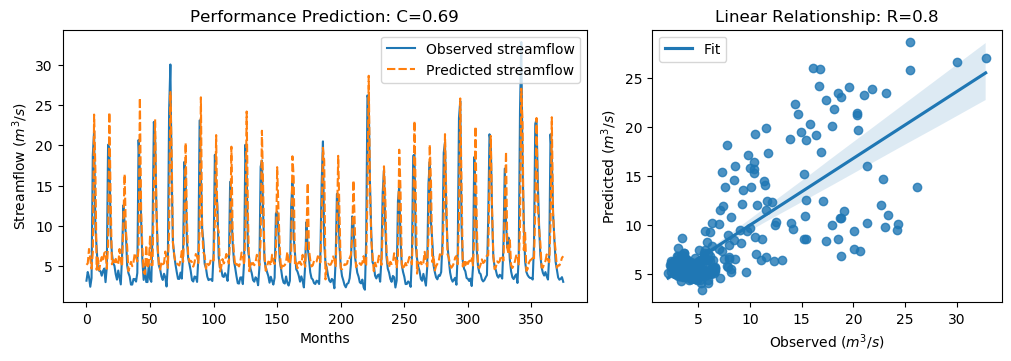 Performance Prediction: C=0.69
Observed streamflow
Predicted streamflow
Streamflow (m³/s)
30
25
20
15
10
5
0
50
100
150
200
250
300
350
Months
Linear Relationship: R=0.8
Fit
Predicted (m³/s)
25
20
15
10
5
5
10
15
20
25
30
Observed (m³/s)